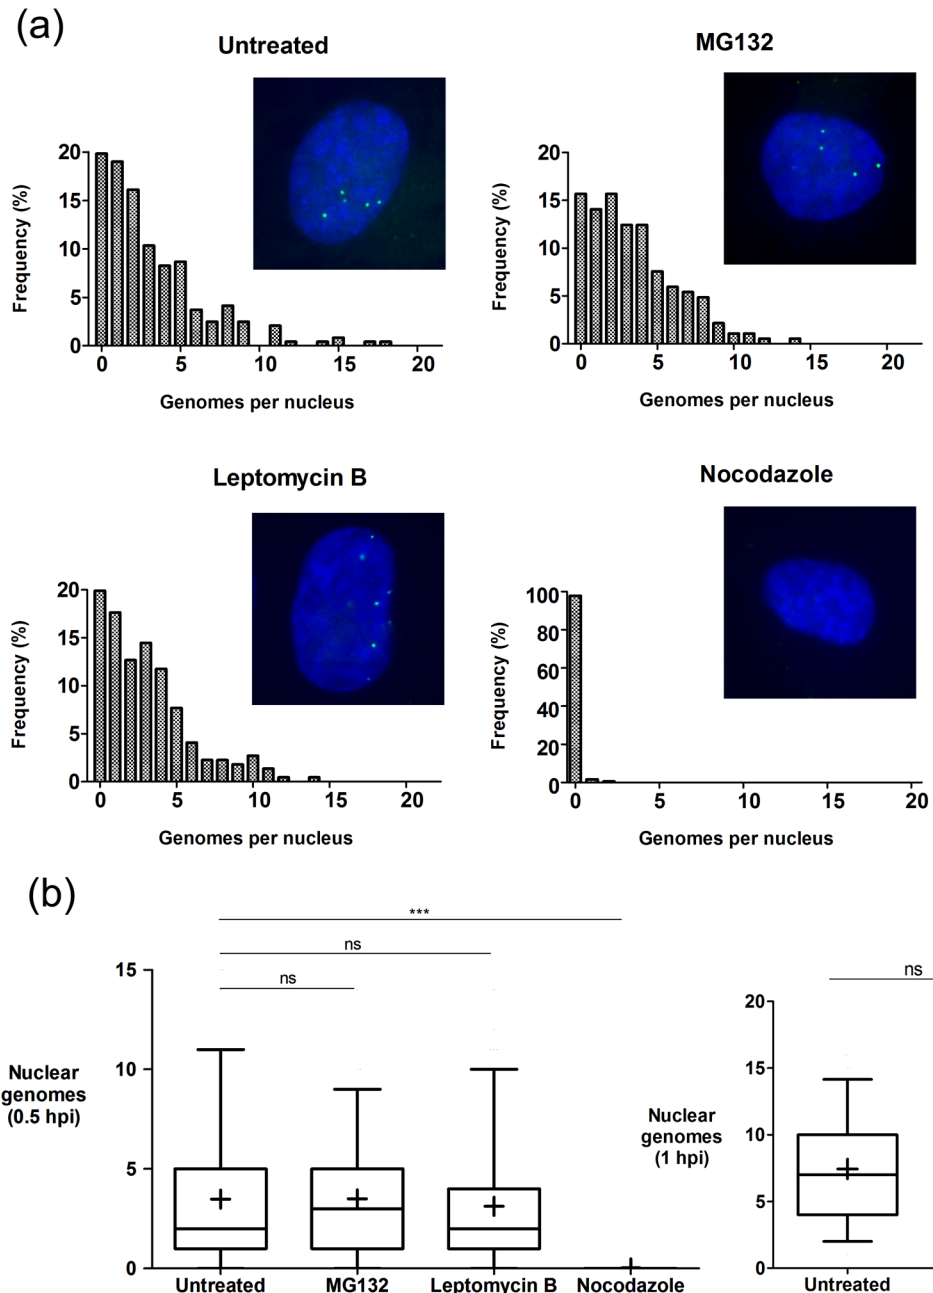 (a)
Untreated
MG132
Frequency (%)
20
15
10
5
0
0 5 10 15 20
Genomes per nucleus
Frequency (%)
20
15
10
5
0
0 5 10 15 20
Genomes per nucleus
Leptomycin B
Nocodazole
Frequency (%)
20
15
10
5
0
0 5 10 15 20
Genomes per nucleus
Frequency (%)
100
80
60
40
20
0
0 5 10 15 20
Genomes per nucleus
(b)
***
ns
ns
Nuclear
genomes
(0.5 hpi)
15
10
5
0
Untreated MG132 Leptomycin B Nocodazole
ns
Nuclear
genomes
(1 hpi)
20
15
10
5
0
Untreated